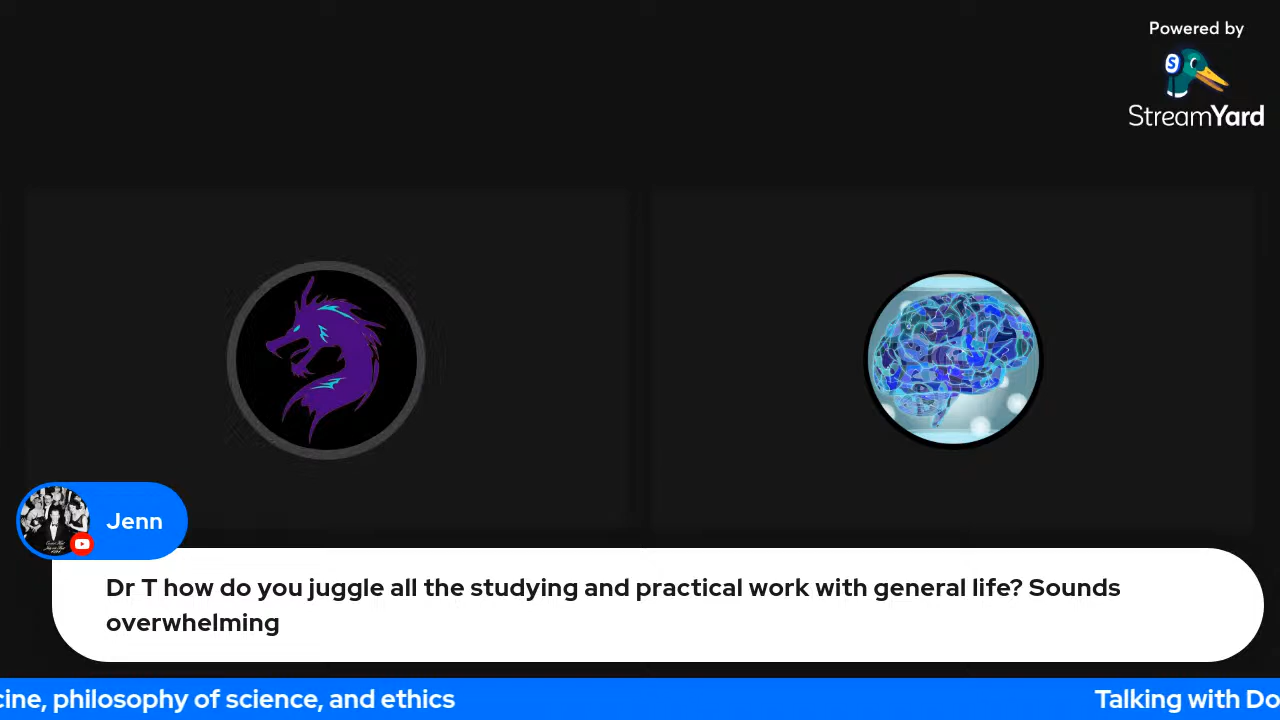 Powered by
StreamYard
Jenn
Dr T how do you juggle all the studying and practical work with general life? Sounds
overwhelming
cine, philosophy of science, and ethics
Talking with Do